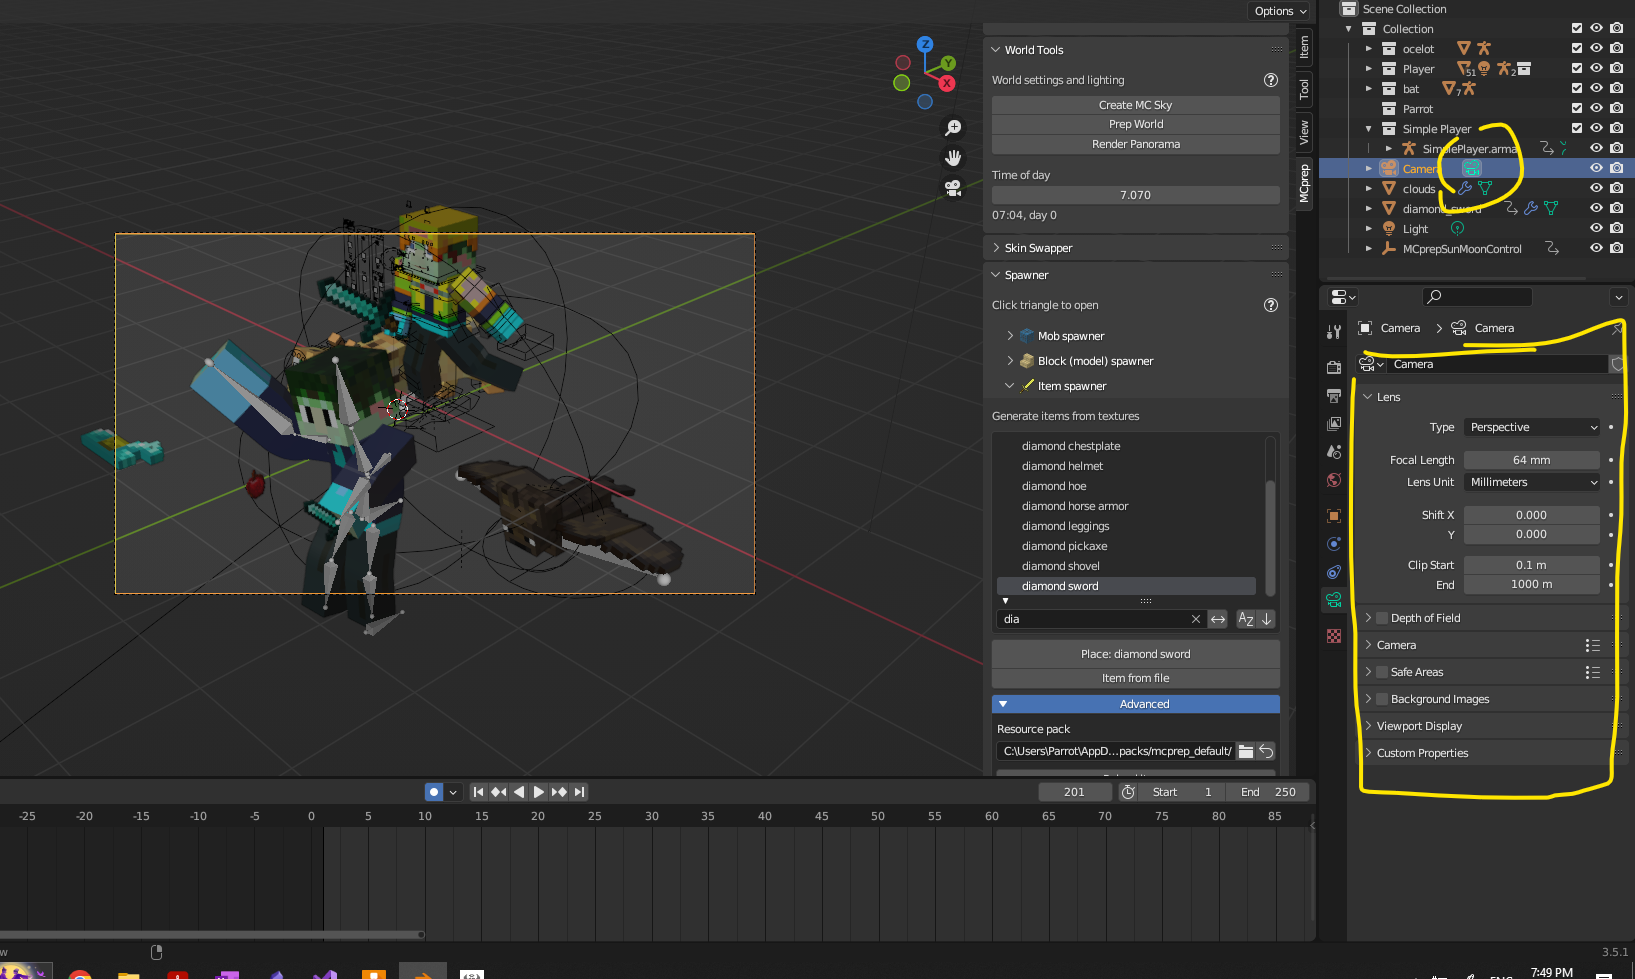 Options
Scene Collection
Collection
ocelot
Player
51
2
bat
7
Parrot
Simple Player
SimplePlayer.arma
Camera
clouds
diamond_sword
Light
MCprepSunMoonControl
Z
Y
X
Item
Tool
View
MCprep
World Tools
World settings and lighting
Create MC Sky
Prep World
Render Panorama
Time of day
7.070
07:04, day 0
Skin Swapper
Spawner
Click triangle to open
Mob spawner
Block (model) spawner
Item spawner
Generate items from textures
diamond chestplate
diamond helmet
diamond hoe
diamond horse armor
diamond leggings
diamond pickaxe
diamond shovel
diamond sword
dia
Place: diamond sword
Item from file
Advanced
Resource pack
C:\Users\Parrot\AppD...packs/mcprep_default/
Camera > Camera
Camera
Lens
Type Perspective
Focal Length 64 mm
Lens Unit Millimeters
Shift X 0.000
Y 0.000
Clip Start 0.1 m
End 1000 m
Depth of Field
Camera
Safe Areas
Background Images
Viewport Display
Custom Properties
201 Start 1 End 250
-25 -20 -15 -10 -5 0 5 10 15 20 25 30 35 40 45 50 55 60 65 70 75 80 85
3.5.1
7:49 PM